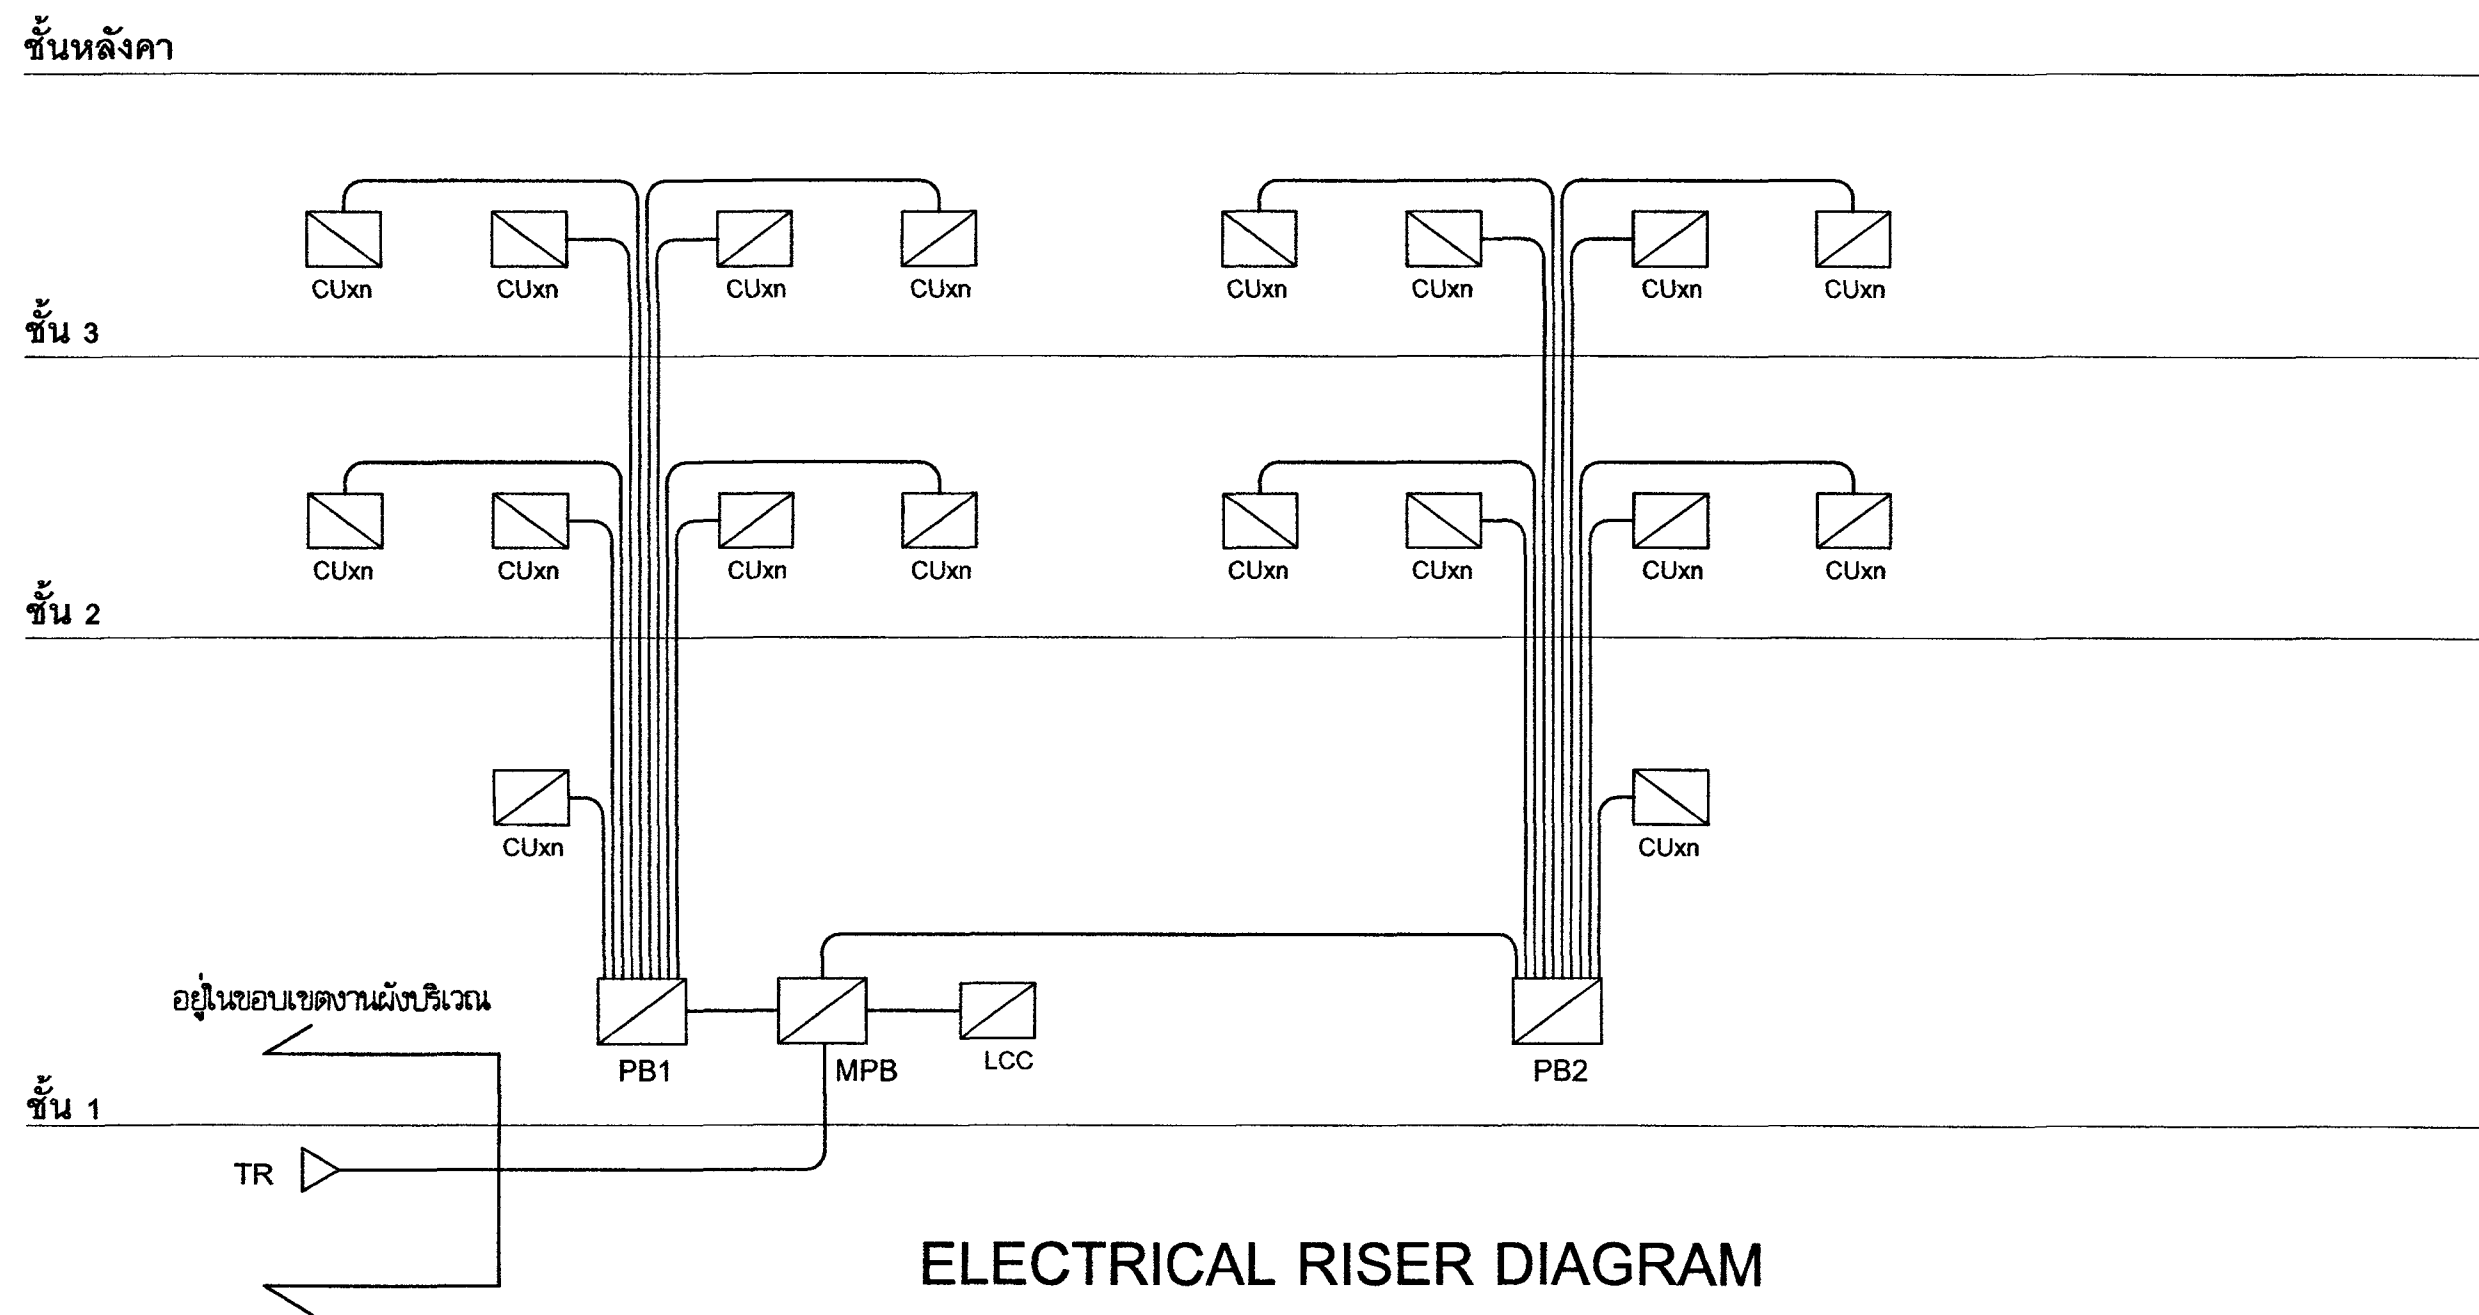 ชั้นหลังคา
CUxn CUxn CUxn CUxn CUxn CUxn CUxn CUxn
ชั้น 3
CUxn CUxn CUxn CUxn CUxn CUxn CUxn CUxn
ชั้น 2
CUxn CUxn
อยู่ในขอบเขตงานผังบริเวณ
PB1 MPB LCC PB2
ชั้น 1
TR
ELECTRICAL RISER DIAGRAM